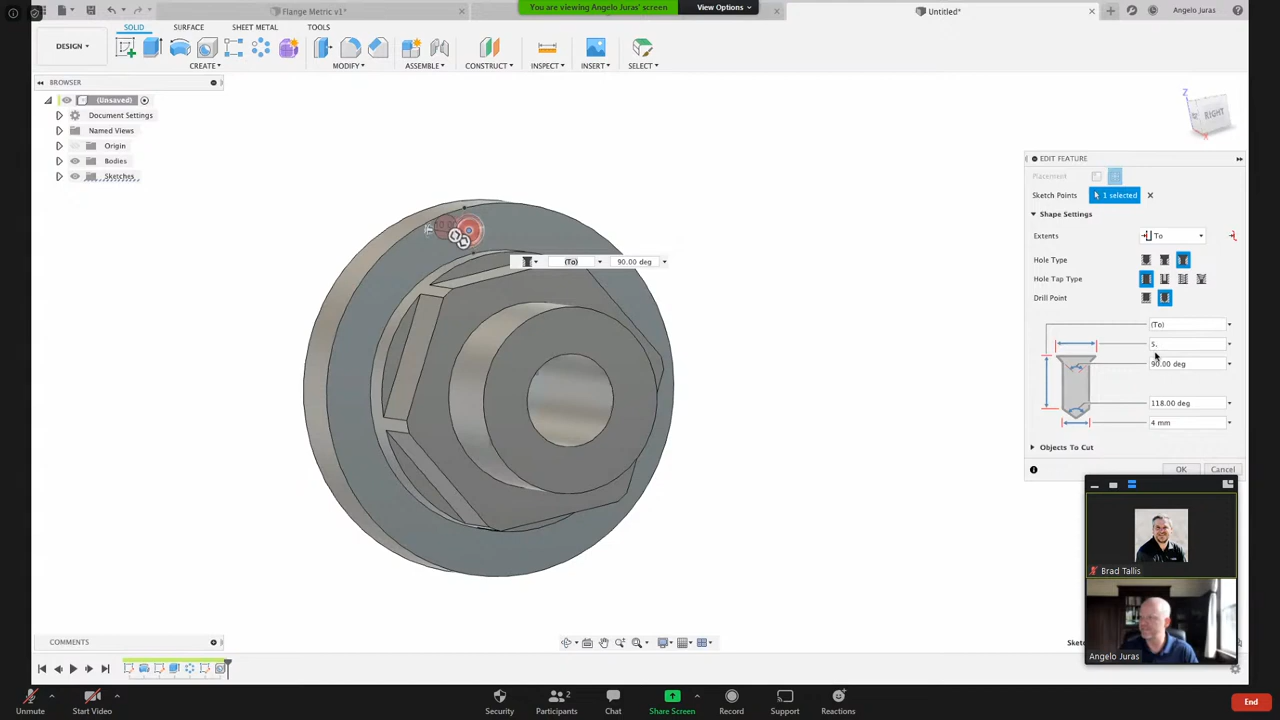 You are viewing Angelo Juras' screen
View Options
Flange Metric v1*
Untitled*
Angelo Juras
SOLID
SURFACE
SHEET METAL
TOOLS
DESIGN
CREATE
MODIFY
ASSEMBLE
CONSTRUCT
INSPECT
INSERT
SELECT
BROWSER
(Unsaved)
Document Settings
Named Views
Origin
Bodies
Sketches
Z
RIGHT
X
(To)
90.00 deg
EDIT FEATURE
Placement
Sketch Points
1 selected
Shape Settings
Extents
To
Hole Type
Hole Tap Type
Drill Point
(To)
5.
90.00 deg
118.00 deg
4 mm
Objects To Cut
OK
Cancel
Brad Tallis
Angelo Juras
COMMENTS
Unmute
Start Video
Security
Participants
2
Chat
Share Screen
Record
Support
Reactions
End